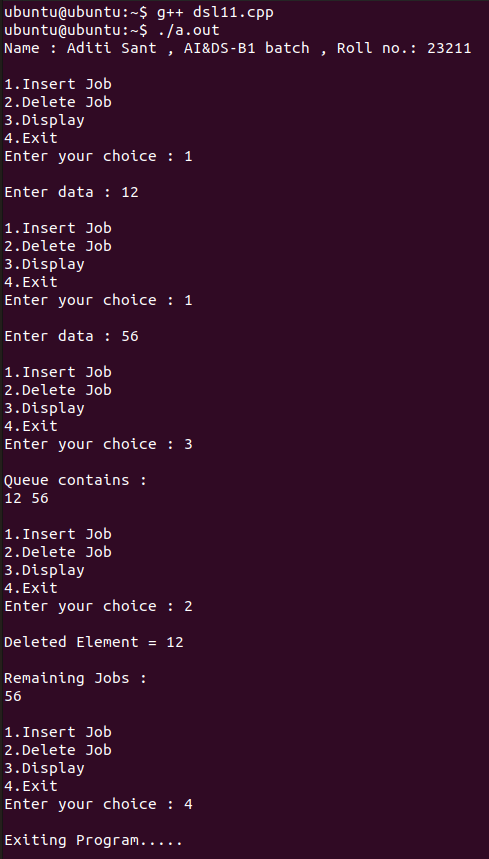 ubuntu@ubuntu:~$ g++ dsl11.cpp
ubuntu@ubuntu:~$ ./a.out
Name : Aditi Sant , AI&DS-B1 batch , Roll no.: 23211
1.Insert Job
2.Delete Job
3.Display
4.Exit
Enter your choice : 1
Enter data : 12
1.Insert Job
2.Delete Job
3.Display
4.Exit
Enter your choice : 1
Enter data : 56
1.Insert Job
2.Delete Job
3.Display
4.Exit
Enter your choice : 3
Queue contains :
12 56
1.Insert Job
2.Delete Job
3.Display
4.Exit
Enter your choice : 2
Deleted Element = 12
Remaining Jobs :
56
1.Insert Job
2.Delete Job
3.Display
4.Exit
Enter your choice : 4
Exiting Program.....